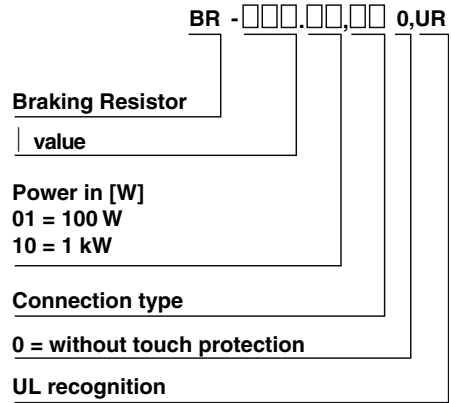 BR -□□□.□□,□□ 0,UR
Braking Resistor
| value
Power in [W]
01 = 100 W
10 = 1 kW
Connection type
0 = without touch protection
UL recognition